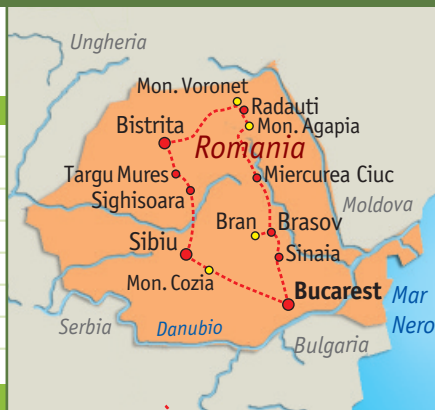 Ungheria
Mon. Voronet
Radauti
Bistrita
Mon. Agapia
Romania
Targu Mures
Miercurea Ciuc
Sighisoara
Moldova
Bran
Brasov
Sibiu
Sinaia
Mon. Cozia
Bucarest
Mar
Nero
Serbia
Danubio
Bulgaria